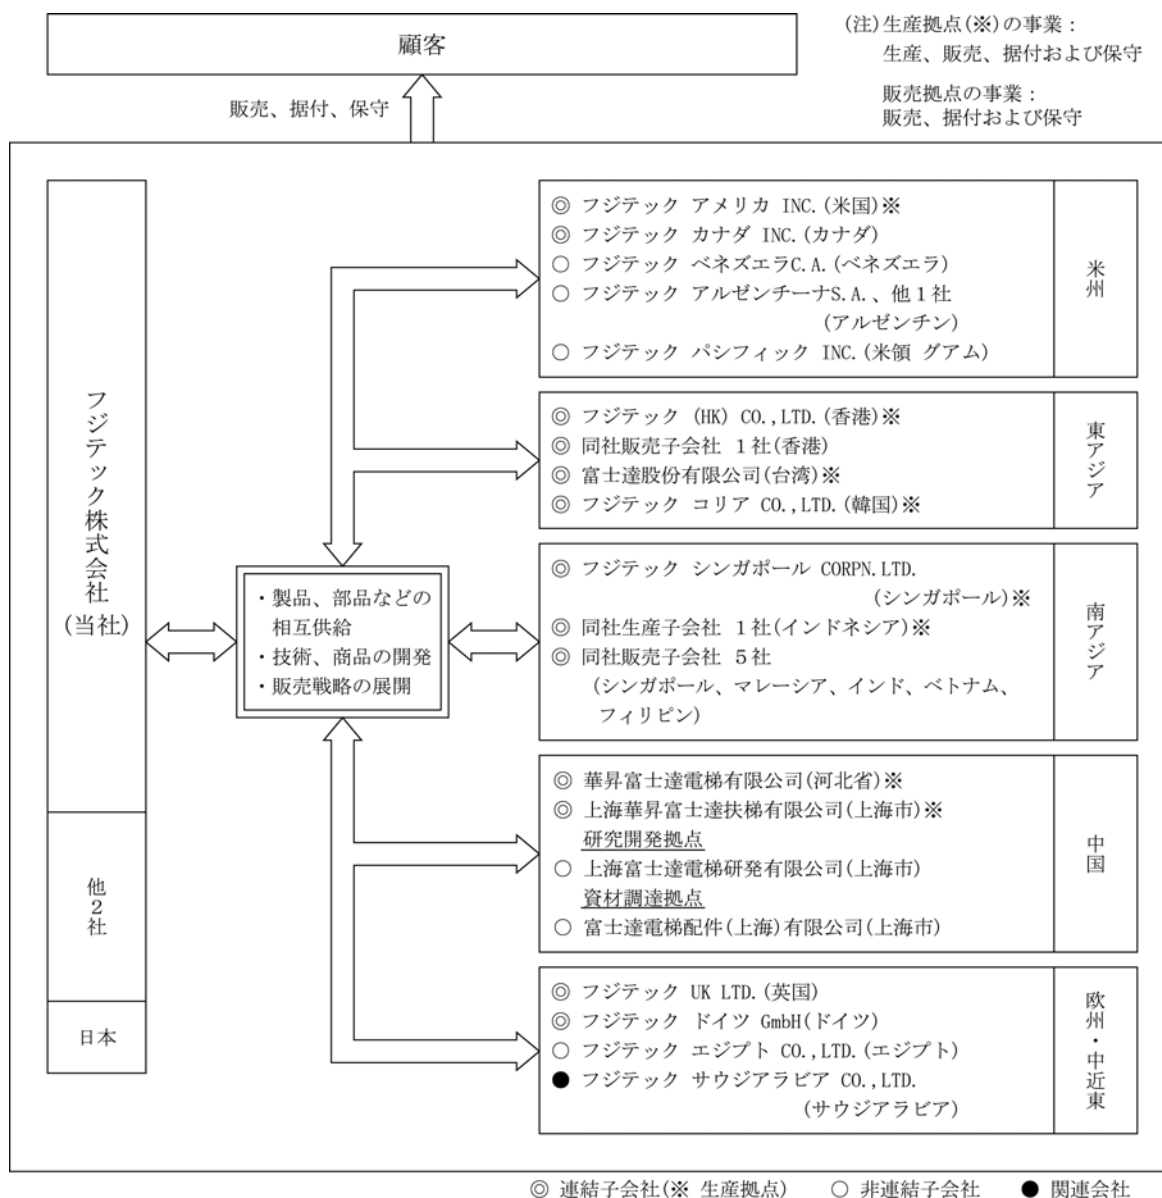 顧客
(注)生産拠点(※)の事業：
生産、販売、据付および保守
販売拠点の事業：
販売、据付および保守
販売、据付、保守
フジテック株式会社
(当社)
他2社
日本
・製品、部品などの
相互供給
・技術、商品の開発
・販売戦略の展開
◎ フジテック アメリカ INC.(米国)※
◎ フジテック カナダ INC.(カナダ)
○ フジテック ベネズエラC.A.(ベネズエラ)
○ フジテック アルゼンチーナS.A.、他1社
(アルゼンチン)
○ フジテック パシフィック INC.(米領 グアム)
米州
◎ フジテック (HK) CO.,LTD.(香港)※
◎ 同社販売子会社 1社(香港)
◎ 富士達股份有限公司(台湾)※
◎ フジテック コリア CO.,LTD.(韓国)※
東アジア
◎ フジテック シンガポール CORPN.LTD.
(シンガポール)※
◎ 同社生産子会社 1社(インドネシア)※
◎ 同社販売子会社 5社
(シンガポール、マレーシア、インド、ベトナム、
フィリピン)
南アジア
◎ 華昇富士達電梯有限公司(河北省)※
◎ 上海華昇富士達扶梯有限公司(上海市)※
研究開発拠点
○ 上海富士達電梯研発有限公司(上海市)
資材調達拠点
○ 富士達電梯配件(上海)有限公司(上海市)
中国
◎ フジテック UK LTD.(英国)
◎ フジテック ドイツ GmbH(ドイツ)
○ フジテック エジプト CO.,LTD.(エジプト)
● フジテック サウジアラビア CO.,LTD.
(サウジアラビア)
欧州・中近東
◎ 連結子会社(※ 生産拠点) ○ 非連結子会社 ● 関連会社